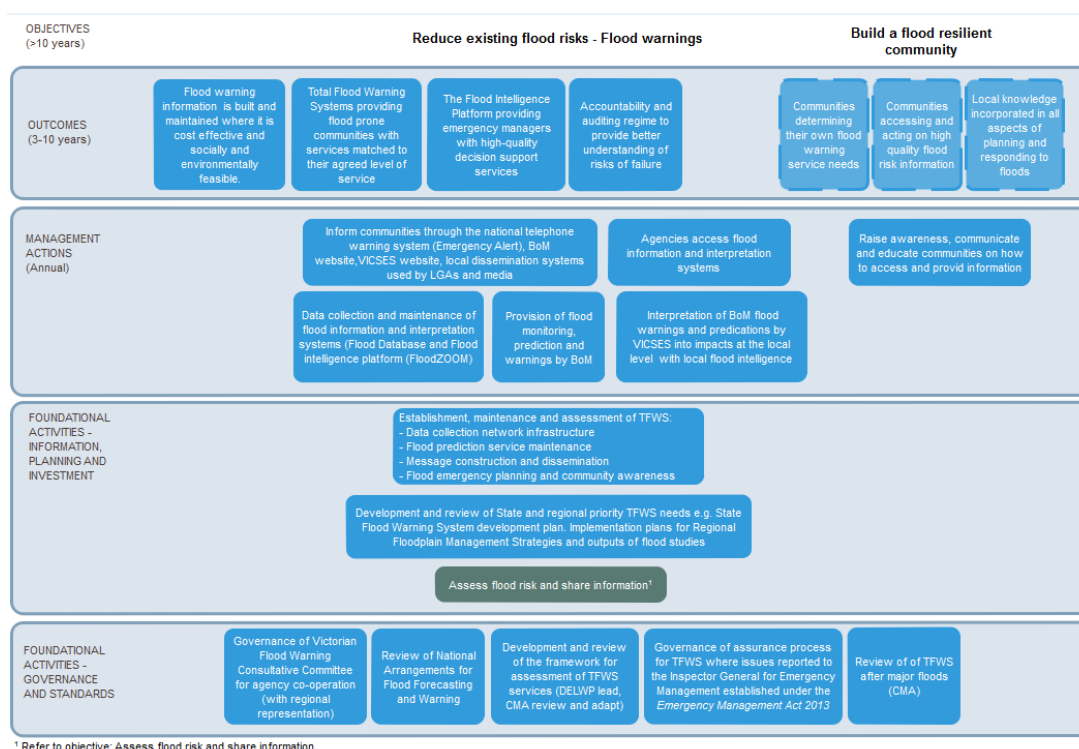 OBJECTIVES
(>10 years)
Reduce existing flood risks - Flood warnings
Build a flood resilient
community
OUTCOMES
(3-10 years)
Flood warning
information is built and
maintained where it is
cost effective and
socially and
environmentally
feasible.
Total Flood Warning
Systems providing
flood prone
communities with
services matched to
their agreed level of
service
The Flood Intelligence
Platform providing
emergency managers
with high-quality
decision support
services
Accountability and
auditing regime to
provide better
understanding of
risks of failure
Communities
determining
their own flood
warning
service needs
Communities
accessing and
acting on high
quality flood
risk information
Local knowledge
incorporated in all
aspects of
planning and
responding to
floods
MANAGEMENT
ACTIONS
(Annual)
Inform communities through the national telephone
warning system (Emergency Alert), BoM
website,VICSES website, local dissemination systems
used by LGAs and media
Agencies access flood
information and interpretation
systems
Raise awareness, communicate
and educate communities on how
to access and provid information
Data collection and maintenance of
flood information and interpretation
systems (Flood Database and Flood
intelligence platform (FloodZOOM)
Provision of flood
monitoring,
prediction and
warnings by BoM
Interpretation of BoM flood
warnings and predications by
VICSES into impacts at the local
level with local flood intelligence
FOUNDATIONAL
ACTIVITIES -
INFORMATION,
PLANNING AND
INVESTMENT
Establishment, maintenance and assessment of TFWS:
- Data collection network infrastructure
- Flood prediction service maintenance
- Message construction and dissemination
- Flood emergency planning and community awareness
Development and review of State and regional priority TFWS needs e.g. State
Flood Warning System development plan. Implementation plans for Regional
Floodplain Management Strategies and outputs of flood studies
Assess flood risk and share information¹
FOUNDATIONAL
ACTIVITIES -
GOVERNANCE
AND STANDARDS
Governance of Victorian
Flood Warning
Consultative Committee
for agency co-operation
(with regional
representation)
Review of National
Arrangements for
Flood Forecasting
and Warning
Development and review
of the framework for
assessment of TFWS
services (DELWP lead,
CMA review and adapt)
Governance of assurance process
for TFWS where issues reported to
the Inspector General for Emergency
Management established under the
Emergency Management Act 2013
Review of of TFWS
after major floods
(CMA)
¹ Refer to objective: Assess flood risk and share information